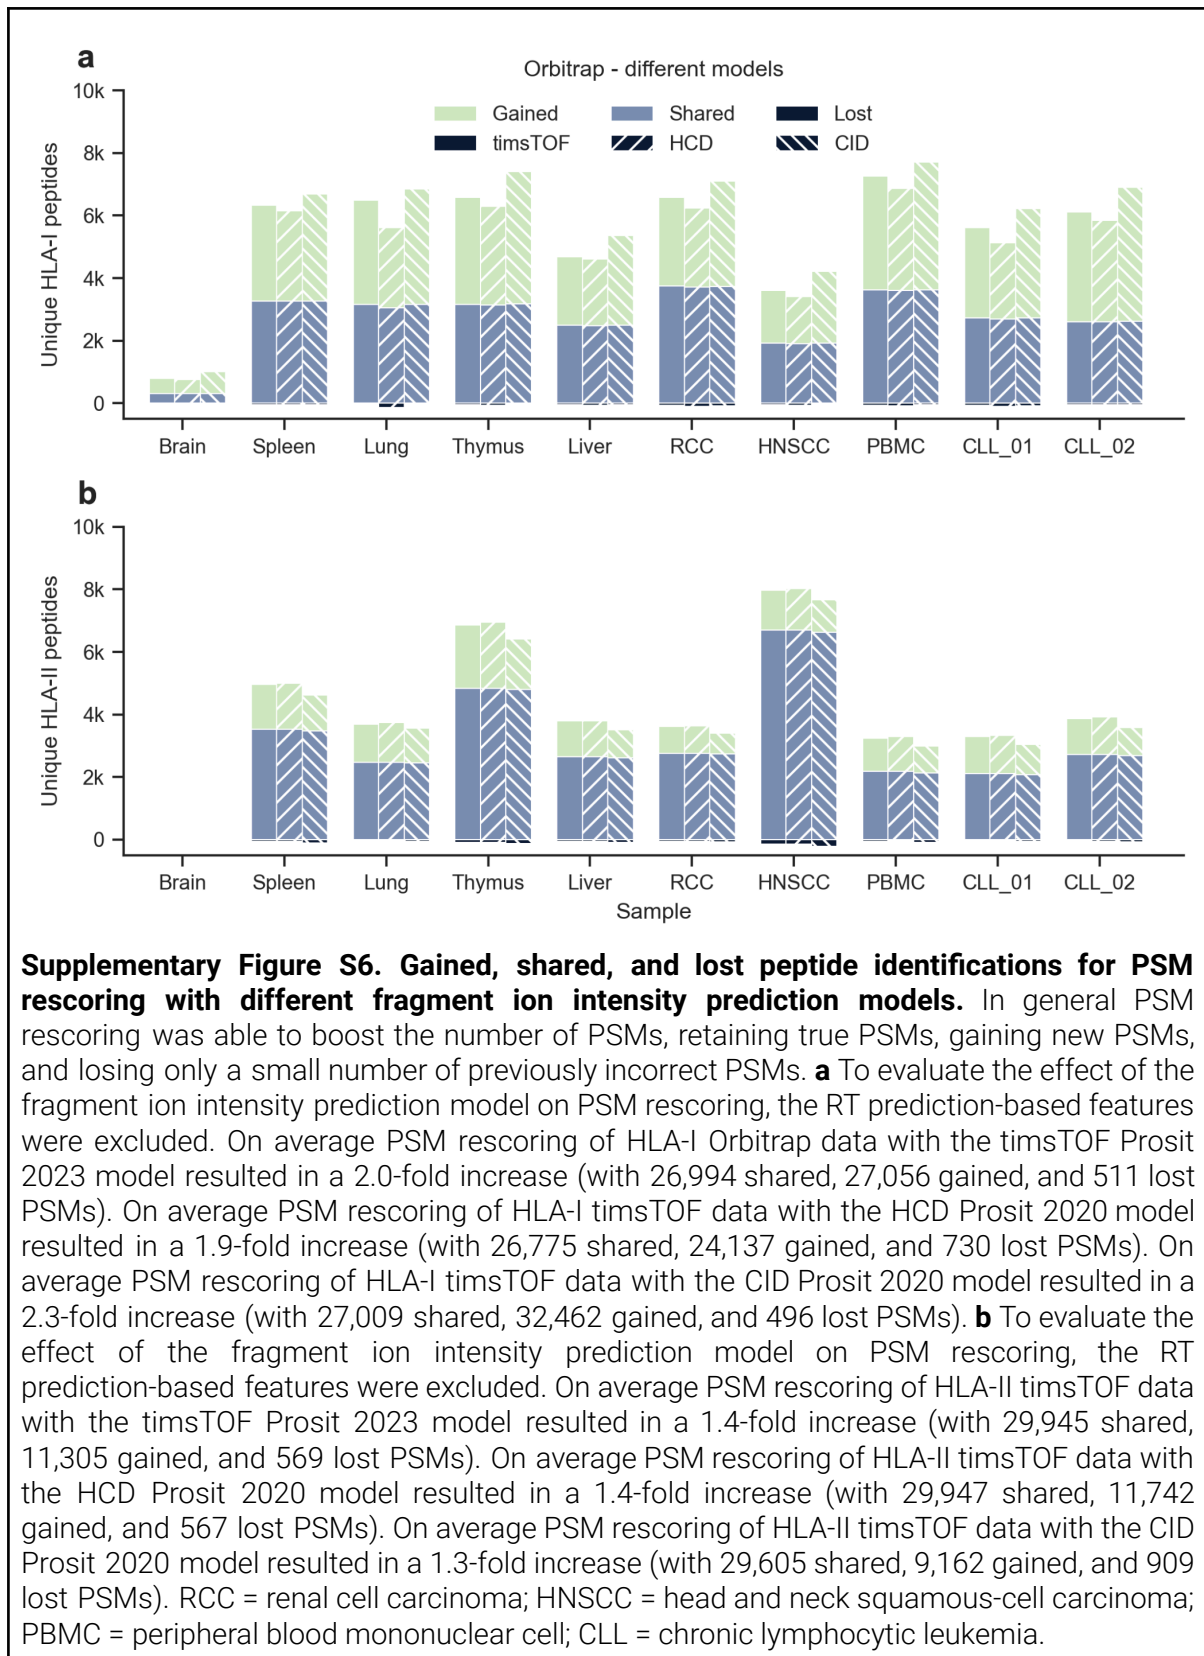 a
Orbitrap - different models
Gained Shared Lost
timsTOF HCD CID
Unique HLA-I peptides
10k
8k
6k
4k
2k
0
Brain Spleen Lung Thymus Liver RCC HNSCC PBMC CLL_01 CLL_02
b
Unique HLA-II peptides
10k
8k
6k
4k
2k
0
Brain Spleen Lung Thymus Liver RCC HNSCC PBMC CLL_01 CLL_02
Sample
Supplementary Figure S6. Gained, shared, and lost peptide identifications for PSM
rescoring with different fragment ion intensity prediction models. In general PSM
rescoring was able to boost the number of PSMs, retaining true PSMs, gaining new PSMs,
and losing only a small number of previously incorrect PSMs. a To evaluate the effect of the
fragment ion intensity prediction model on PSM rescoring, the RT prediction-based features
were excluded. On average PSM rescoring of HLA-I Orbitrap data with the timsTOF Prosit
2023 model resulted in a 2.0-fold increase (with 26,994 shared, 27,056 gained, and 511 lost
PSMs). On average PSM rescoring of HLA-I timsTOF data with the HCD Prosit 2020 model
resulted in a 1.9-fold increase (with 26,775 shared, 24,137 gained, and 730 lost PSMs). On
average PSM rescoring of HLA-I timsTOF data with the CID Prosit 2020 model resulted in a
2.3-fold increase (with 27,009 shared, 32,462 gained, and 496 lost PSMs). b To evaluate the
effect of the fragment ion intensity prediction model on PSM rescoring, the RT
prediction-based features were excluded. On average PSM rescoring of HLA-II timsTOF data
with the timsTOF Prosit 2023 model resulted in a 1.4-fold increase (with 29,945 shared,
11,305 gained, and 569 lost PSMs). On average PSM rescoring of HLA-II timsTOF data with
the HCD Prosit 2020 model resulted in a 1.4-fold increase (with 29,947 shared, 11,742
gained, and 567 lost PSMs). On average PSM rescoring of HLA-II timsTOF data with the CID
Prosit 2020 model resulted in a 1.3-fold increase (with 29,605 shared, 9,162 gained, and 909
lost PSMs). RCC = renal cell carcinoma; HNSCC = head and neck squamous-cell carcinoma;
PBMC = peripheral blood mononuclear cell; CLL = chronic lymphocytic leukemia.